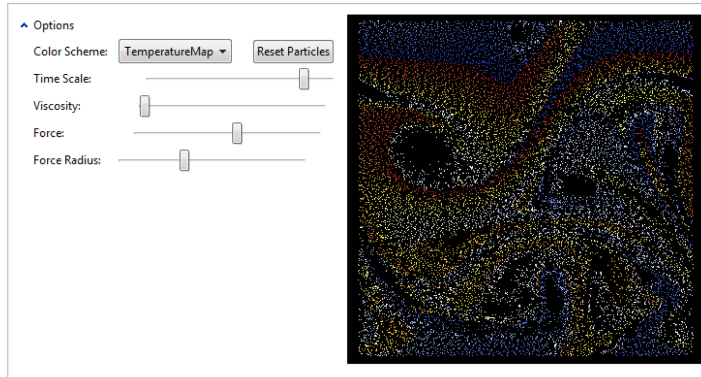 Options
Color Scheme: TemperatureMap Reset Particles
Time Scale:
Viscosity:
Force:
Force Radius: